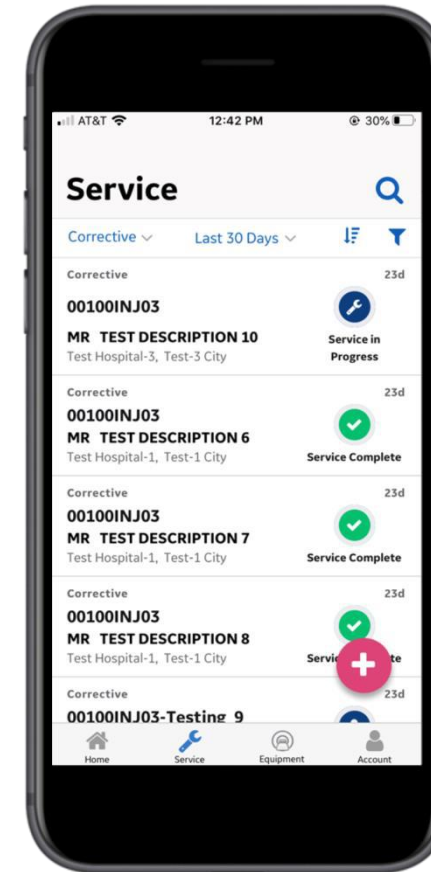 AT&T 12:42 PM 30%
Service
Corrective Last 30 Days
Corrective 23d
00100INJ03
MR TEST DESCRIPTION 10 Service in
Test Hospital-3, Test-3 City Progress
Corrective 23d
00100INJ03
MR TEST DESCRIPTION 6
Test Hospital-1, Test-1 City Service Complete
Corrective 23d
00100INJ03
MR TEST DESCRIPTION 7
Test Hospital-1, Test-1 City Service Complete
Corrective 23d
00100INJ03
MR TEST DESCRIPTION 8
Test Hospital-1, Test-1 City
Corrective 23d
00100INJ03-Testing 9
Home Service Equipment Account